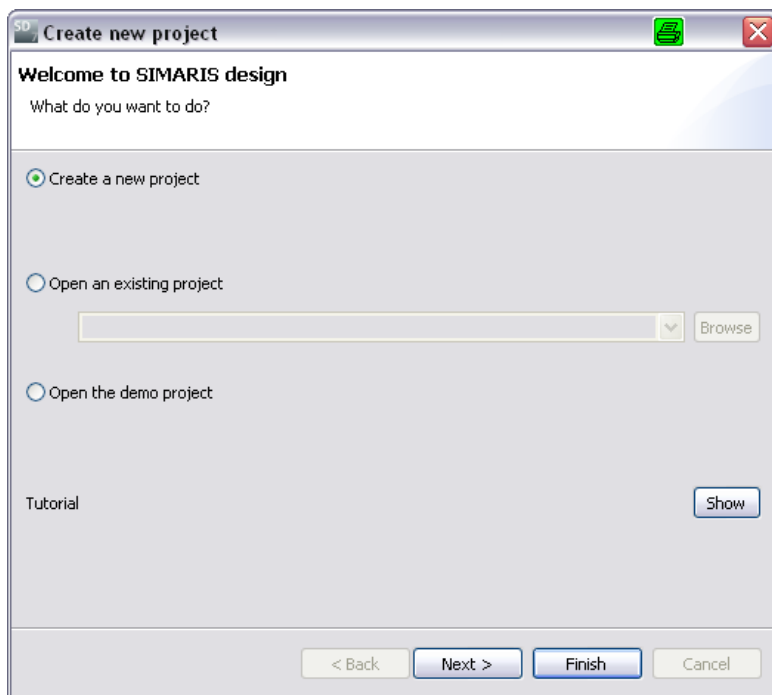 SD
Create new project
Welcome to SIMARIS design
What do you want to do?
Create a new project
Open an existing project
Browse
Open the demo project
Tutorial
Show
< Back
Next >
Finish
Cancel